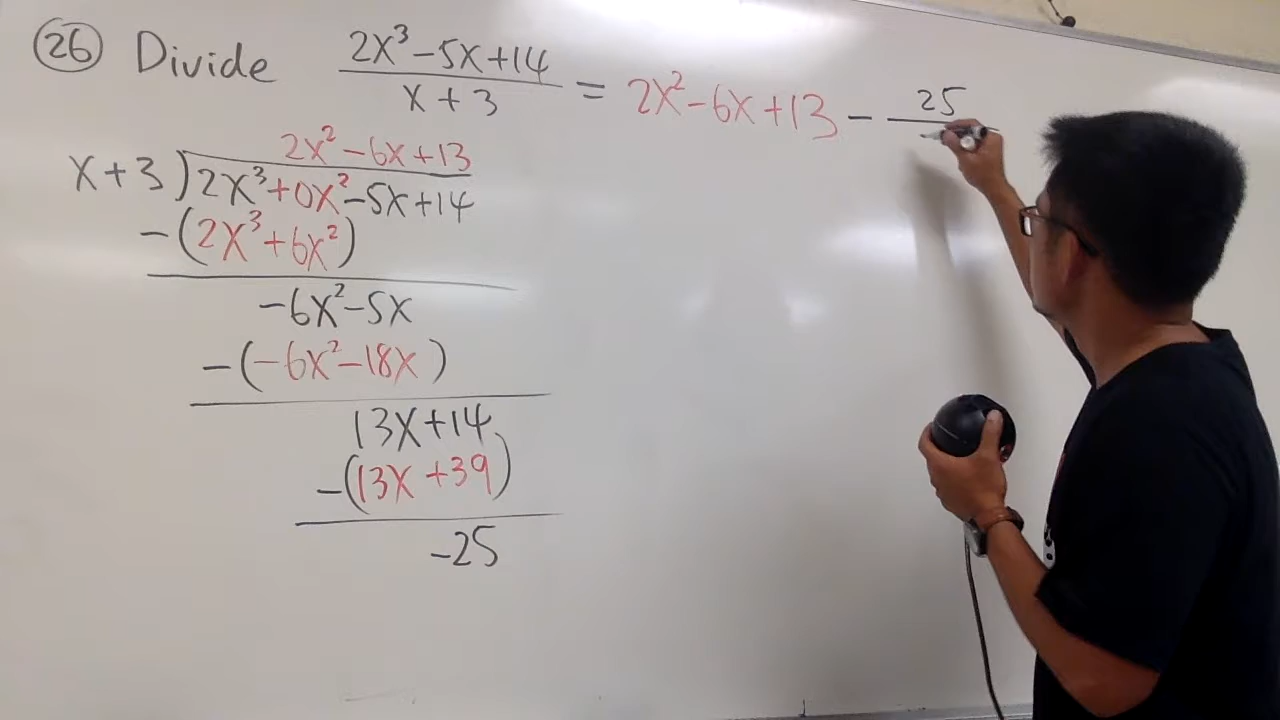 26 Divide (2x³-5x+14)/(x+3) = 2x²-6x+13 - 25/
2x²-6x+13
x+3 ) 2x³+0x²-5x+14
-(2x³+6x²)
-6x²-5x
-(-6x²-18x)
13x+14
-(13x+39)
-25